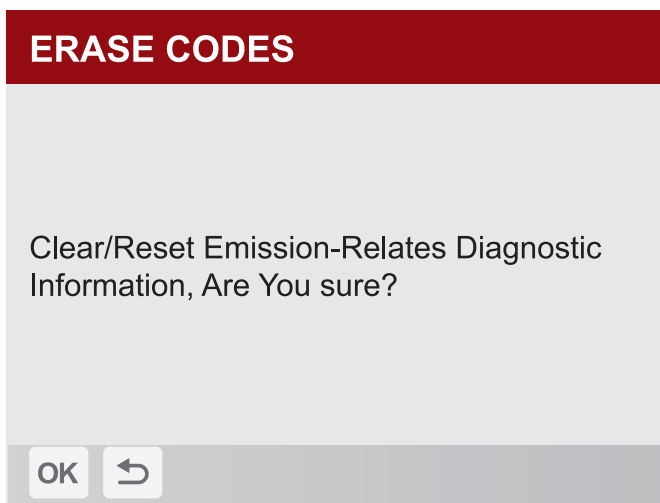 ERASE CODES
Clear/Reset Emission-Relates Diagnostic
Information, Are You sure?
OK